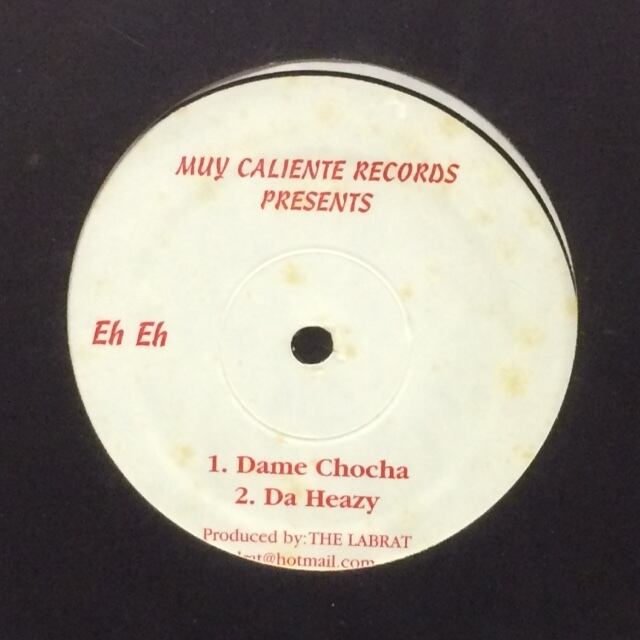 MUY CALIENTE RECORDS
PRESENTS
Eh Eh
1. Dame Chocha
2. Da Heazy
Produced by: THE LABRAT